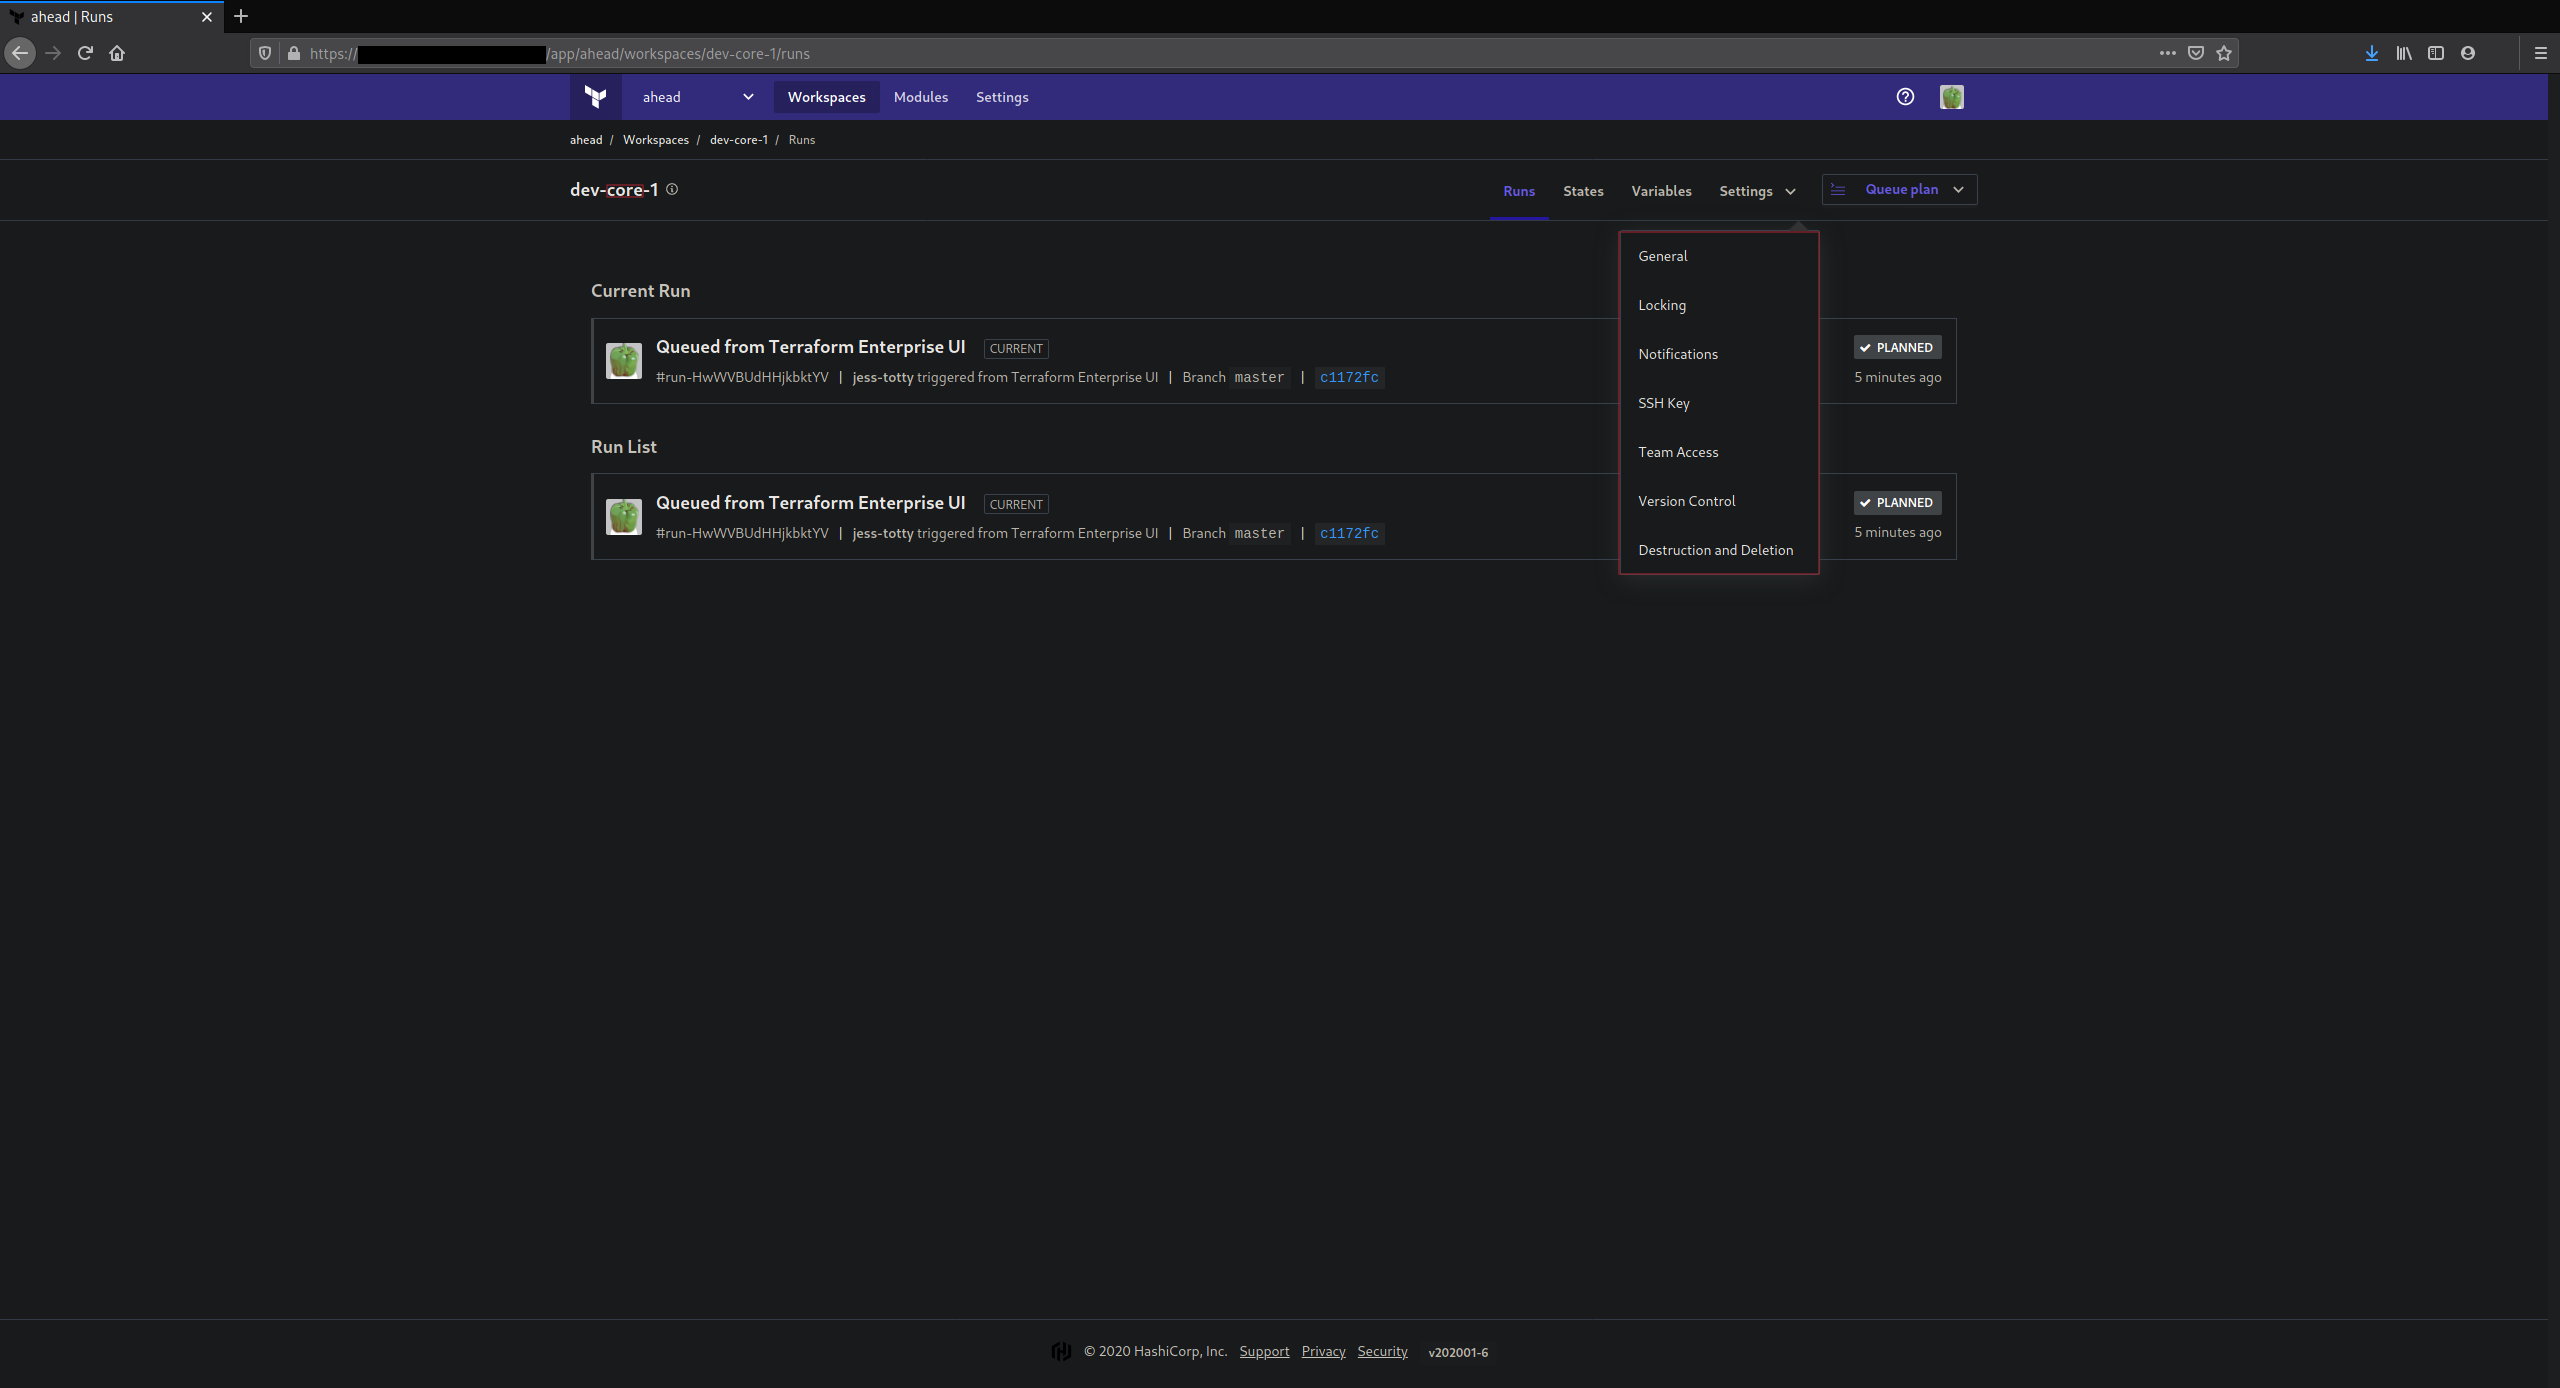 ahead | Runs
https:// /app/ahead/workspaces/dev-core-1/runs
ahead Workspaces Modules Settings
ahead / Workspaces / dev-core-1 / Runs
dev-core-1 Runs States Variables Settings Queue plan
General
Locking
Notifications
SSH Key
Team Access
Version Control
Destruction and Deletion
Current Run
Queued from Terraform Enterprise UI CURRENT PLANNED
#run-HwWVBUdHHjkbktYV | jess-totty triggered from Terraform Enterprise UI | Branch master | c1172fc 5 minutes ago
Run List
Queued from Terraform Enterprise UI CURRENT PLANNED
#run-HwWVBUdHHjkbktYV | jess-totty triggered from Terraform Enterprise UI | Branch master | c1172fc 5 minutes ago
© 2020 HashiCorp, Inc. Support Privacy Security v202001-6